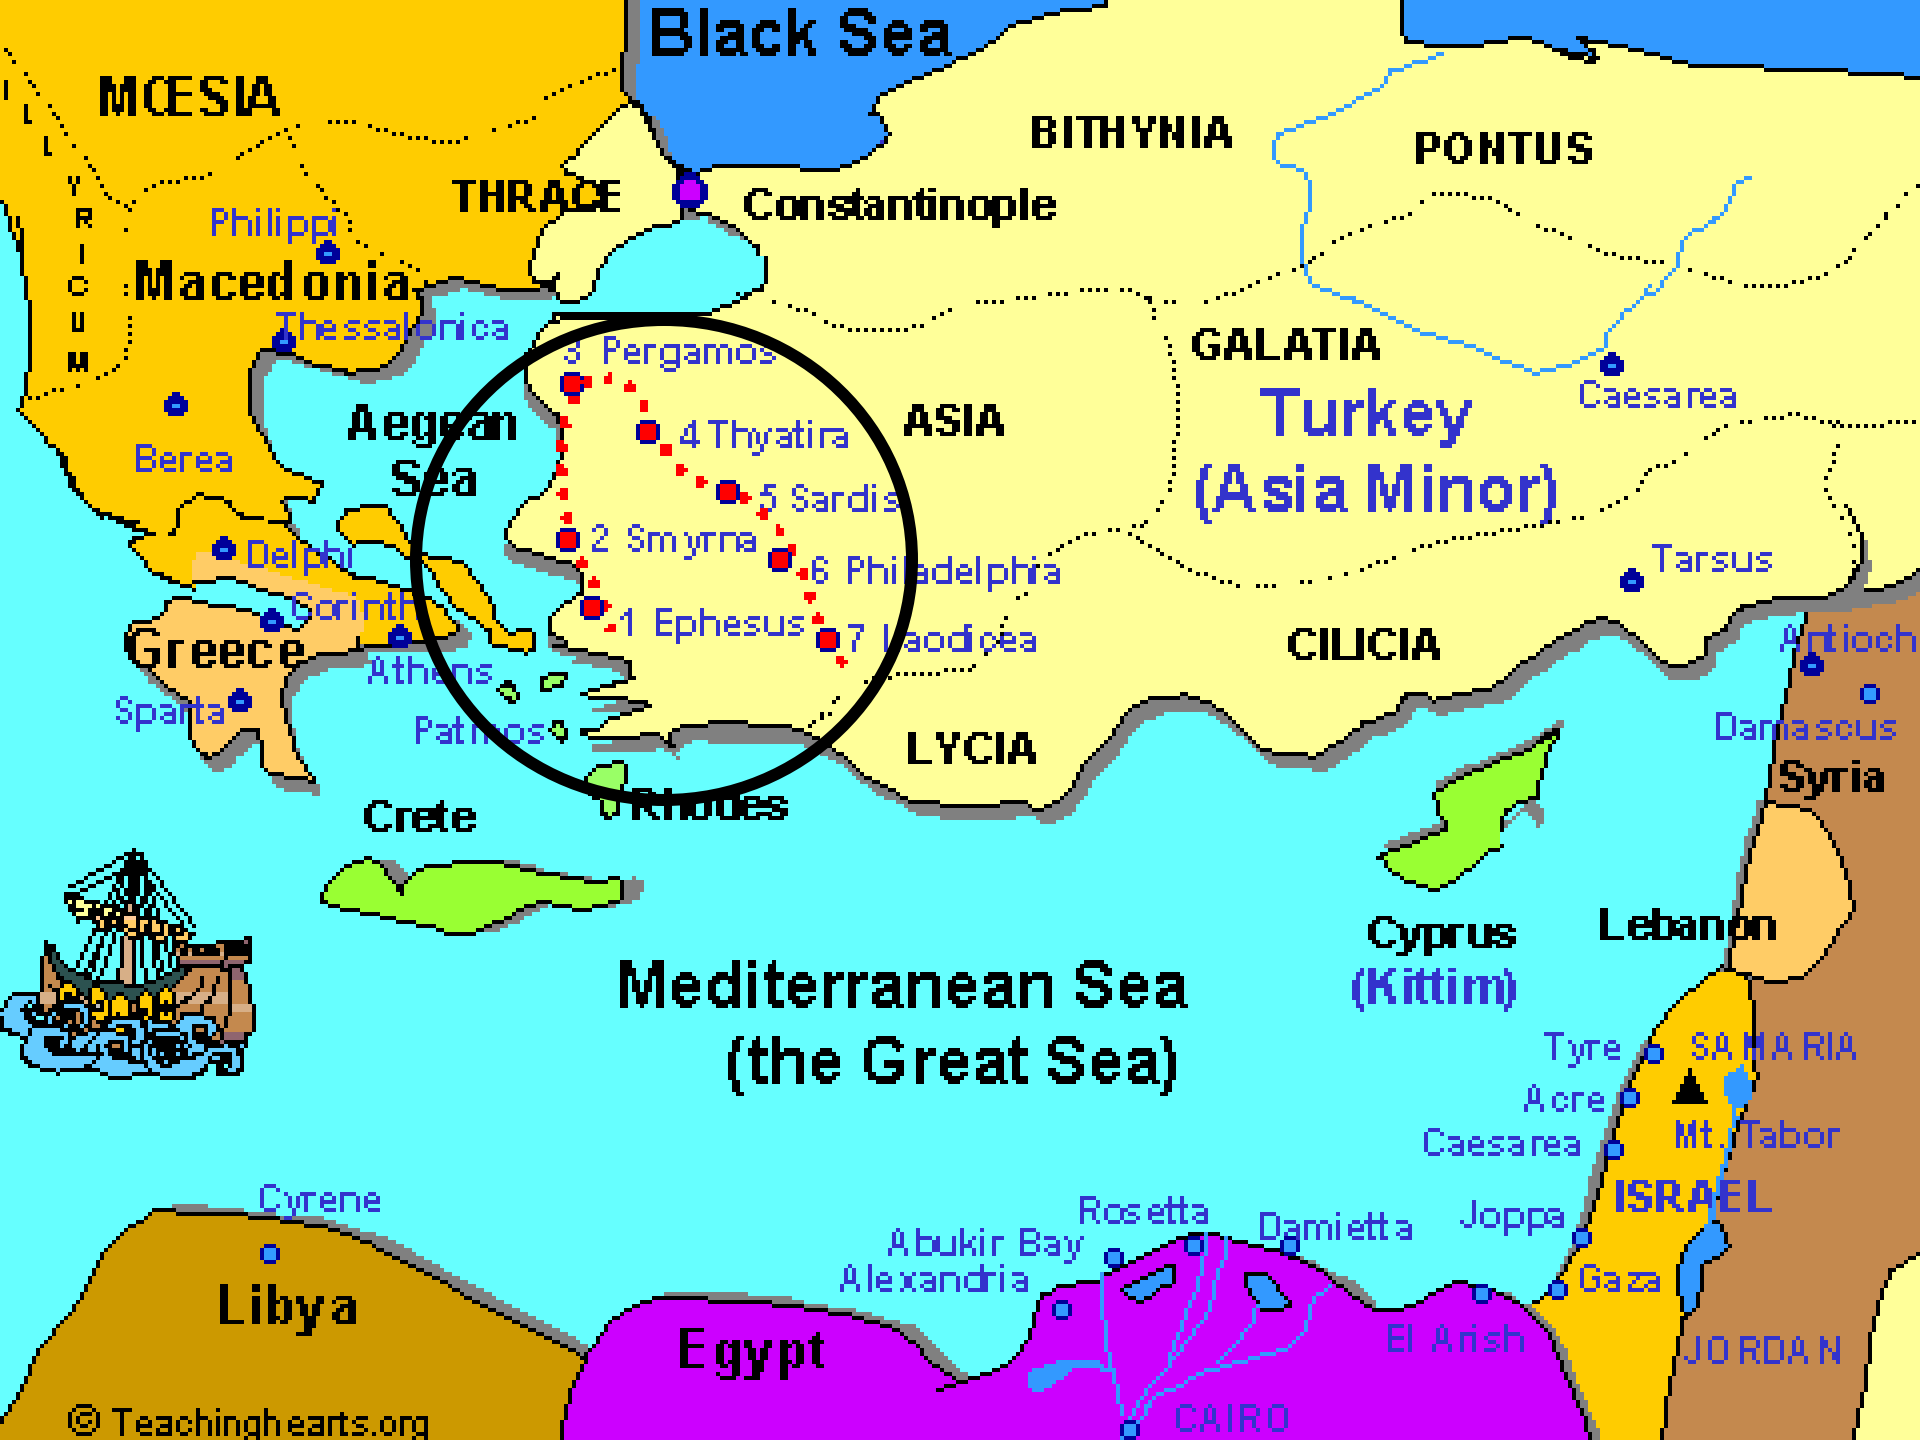 Black Sea
MŒSIA
BITHYNIA
PONTUS
ILLYRICUM
THRACE
Constantinople
Philippi
Macedonia
Thessalonica
GALATIA
3 Pergamos
Turkey
(Asia Minor)
Caesarea
Aegean
Sea
ASIA
4 Thyatira
Berea
5 Sardis
2 Smyrna
Delphi
6 Philadelphia
Tarsus
Corinth
1 Ephesus
7 Laodicea
CILICIA
Antioch
Greece
Athens
Sparta
Patmos
LYCIA
Damascus
Syria
Rhodes
Crete
Cyprus
(Kittim)
Lebanon
Mediterranean Sea
(the Great Sea)
Tyre
SAMARIA
Acre
Mt. Tabor
Caesarea
ISRAEL
Cyrene
Rosetta
Damietta
Joppa
Abukir Bay
Alexandria
Gaza
Libya
Egypt
El Arish
JORDAN
CAIRO
© Teachinghearts.org